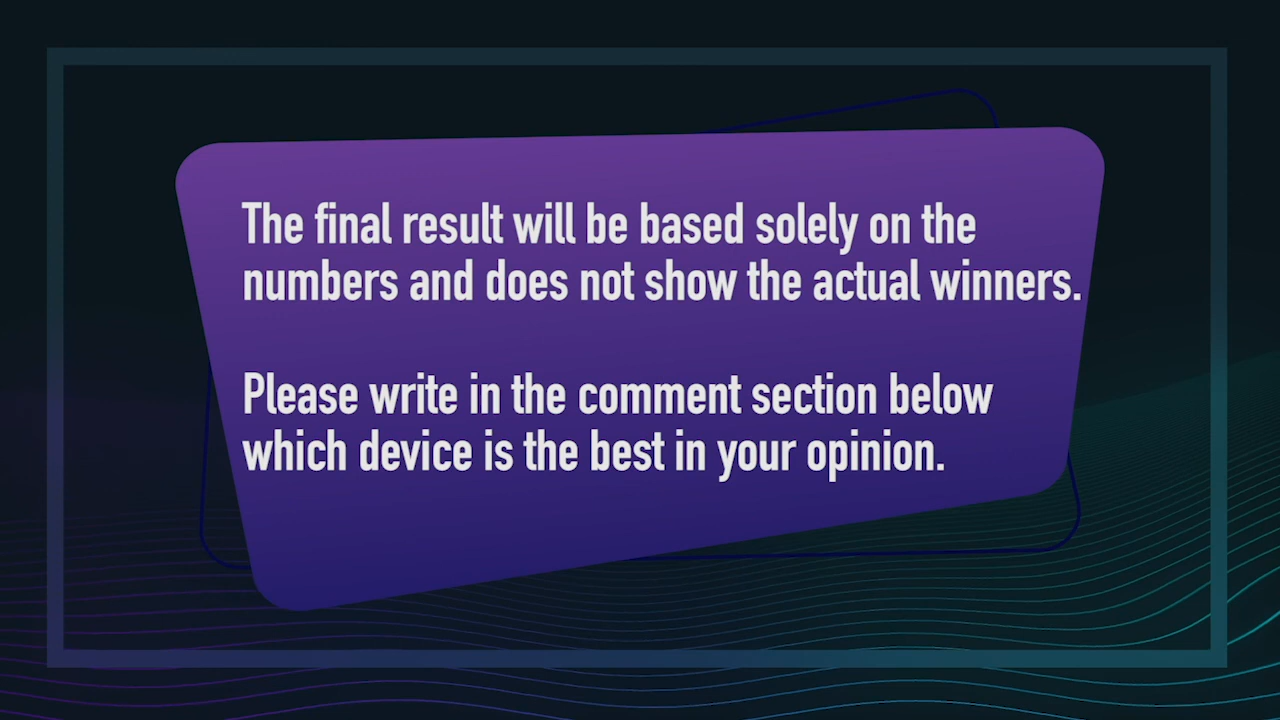 The final result will be based solely on the
numbers and does not show the actual winners.
Please write in the comment section below
which device is the best in your opinion.